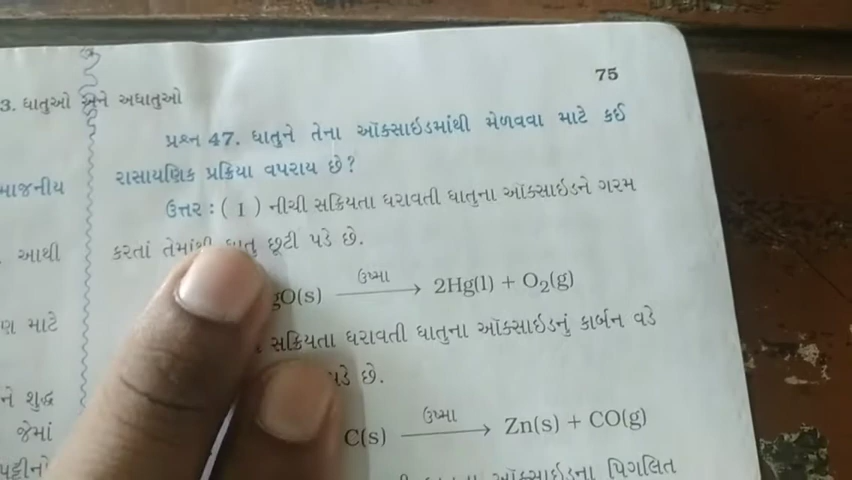 75
3. ધાતુઓ અને અધાતુઓ
પ્રશ્ન 47. ધાતુને તેના ઑક્સાઇડમાંથી મેળવવા માટે કઈ
રાસાયણિક પ્રક્રિયા વપરાય છે?
ઉત્તર : ( 1 ) નીચી સક્રિયતા ધરાવતી ધાતુના ઑક્સાઇડને ગરમ
કરતાં તેમાંથી ધાતુ છૂટી પડે છે.
gO(s) ઉષ્મા → 2Hg(l) + O₂(g)
સક્રિયતા ધરાવતી ધાતુના ઑક્સાઇડનું કાર્બન વડે
પડે છે.
C(s) ઉષ્મા → Zn(s) + CO(g)
ઑક્સાઇડના પિગલિત
માજનીય
આથી
માટે
ને શુદ્ધ
જેમાં